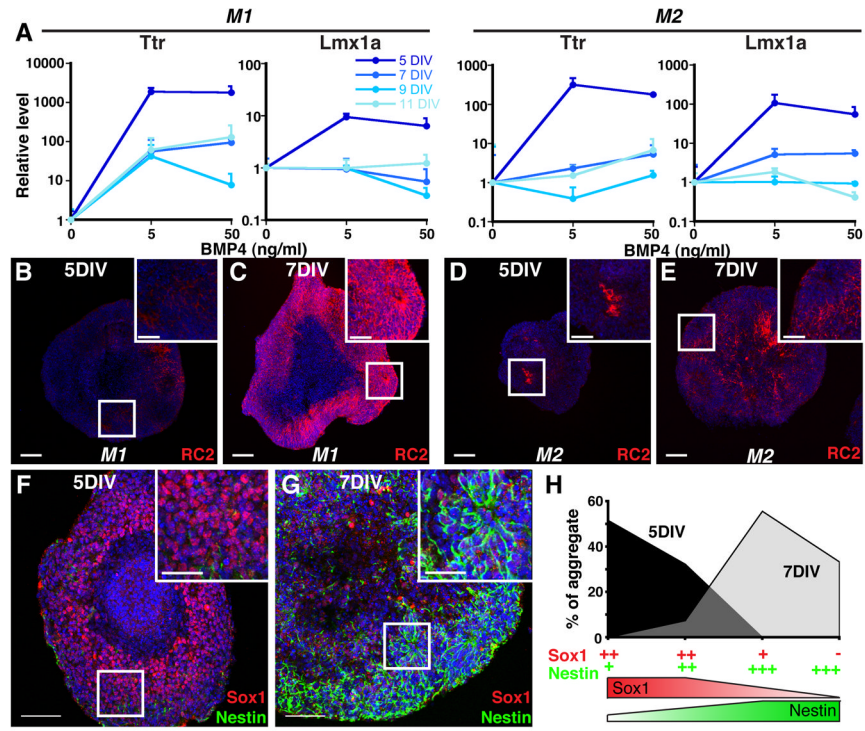 M1
M2
A
Ttr
Lmx1a
Ttr
Lmx1a
5 DIV
7 DIV
9 DIV
11 DIV
Relative level
10000
1000
100
10
1
0
5
50
100
10
1
0.1
0
5
50
1000
100
10
1
0.1
0
5
50
1000
100
10
1
0.1
0
5
50
BMP4 (ng/ml)
BMP4 (ng/ml)
B 5DIV
M1 RC2
C 7DIV
M1 RC2
D 5DIV
M2 RC2
E 7DIV
M2 RC2
F 5DIV
Sox1
Nestin
G 7DIV
Sox1
Nestin
H
% of aggregate
60
40
20
0
5DIV
7DIV
Sox1 ++ ++ + -
Nestin + ++ +++ +++
Sox1
Nestin